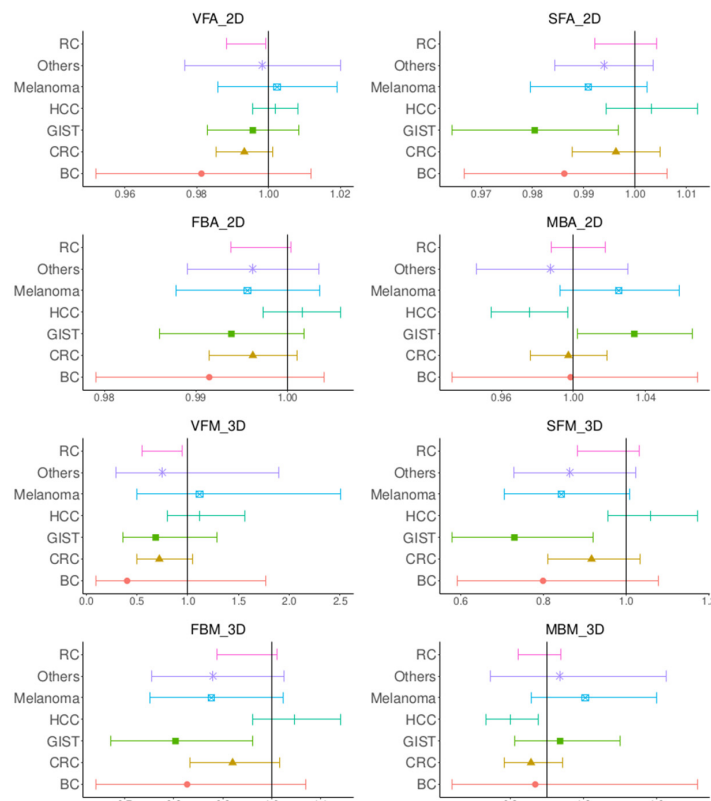 VFA_2D
RC
Others
Melanoma
HCC
GIST
CRC
BC
0.96 0.98 1.00 1.02
SFA_2D
RC
Others
Melanoma
HCC
GIST
CRC
BC
0.97 0.98 0.99 1.00 1.01
FBA_2D
RC
Others
Melanoma
HCC
GIST
CRC
BC
0.98 0.99 1.00
MBA_2D
RC
Others
Melanoma
HCC
GIST
CRC
BC
0.96 1.00 1.04
VFM_3D
RC
Others
Melanoma
HCC
GIST
CRC
BC
0.0 0.5 1.0 1.5 2.0 2.5
SFM_3D
RC
Others
Melanoma
HCC
GIST
CRC
BC
0.6 0.8 1.0
FBM_3D
RC
Others
Melanoma
HCC
GIST
CRC
BC
MBM_3D
RC
Others
Melanoma
HCC
GIST
CRC
BC